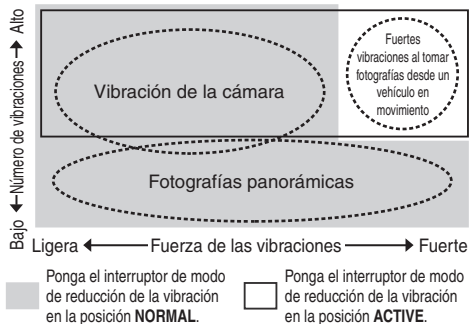 Alto
Número de vibraciones
Bajo
Vibración de la cámara
Fuertes
vibraciones al tomar
fotografías desde un
vehículo en
movimiento
Fotografías panorámicas
Ligera
Fuerza de las vibraciones
Fuerte
Ponga el interruptor de modo
de reducción de la vibración
en la posición NORMAL.
Ponga el interruptor de modo
de reducción de la vibración
en la posición ACTIVE.